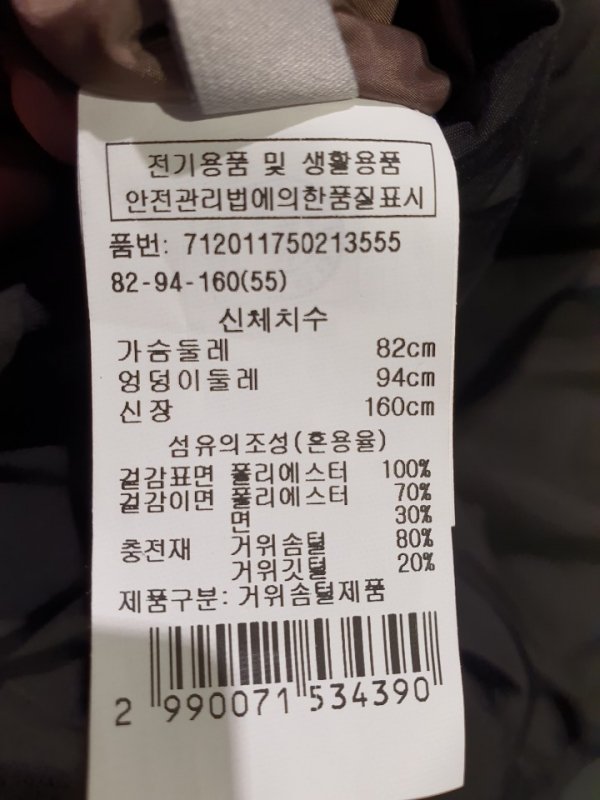 전기용품 및 생활용품
안전관리법에의한품질표시
품번: 712011750213555
82-94-160(55)
신체치수
가슴둘레 82cm
엉덩이둘레 94cm
신장 160cm
섬유의조성(혼용율)
겉감표면 폴리에스터 100%
겉감이면 폴리에스터 70%
면 30%
충전재 거위솜털 80%
거위깃털 20%
제품구분: 거위솜털제품
2 990071 534390